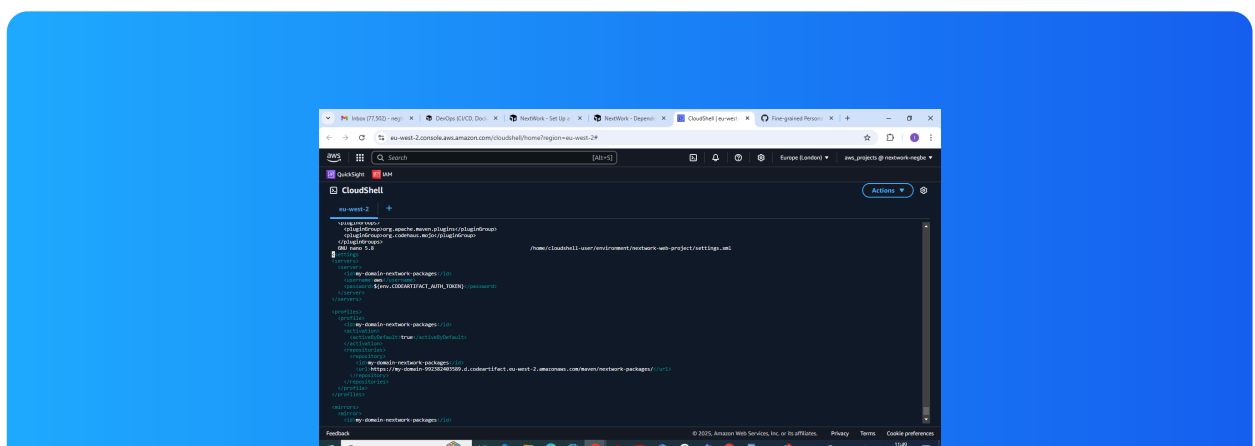 Inbox (77,502) - negl
DevOps (CI/CD, Doc
NextWork - Set Up a
NextWork - Depend
CloudShell | eu-west
Fine-grained Person
eu-west-2.console.aws.amazon.com/cloudshell/home?region=eu-west-2#
aws
Search
[Alt+S]
Europe (London)
aws_projects @ nextwork-negbe
QuickSight
IAM
CloudShell
Actions
eu-west-2
<pluginGroups>
<pluginGroup>org.apache.maven.plugins</pluginGroup>
<pluginGroup>org.codehaus.mojo</pluginGroup>
</pluginGroups>
GNU nano 5.8 /home/cloudshell-user/environment/nextwork-web-project/settings.xml
<settings>
<servers>
<server>
<id>my-domain-nextwork-packages</id>
<username>aws</username>
<password>${env.CODEARTIFACT_AUTH_TOKEN}</password>
</server>
</servers>
<profiles>
<profile>
<id>my-domain-nextwork-packages</id>
<activation>
<activeByDefault>true</activeByDefault>
</activation>
<repositories>
<repository>
<id>my-domain-nextwork-packages</id>
<url>https://my-domain-992382403589.d.codeartifact.eu-west-2.amazonaws.com/maven/nextwork-packages/</url>
</repository>
</repositories>
</profile>
</profiles>
<mirrors>
<mirror>
<id>my-domain-nextwork-packages</id>
Feedback
© 2025, Amazon Web Services, Inc. or its affiliates.
Privacy
Terms
Cookie preferences
11:49